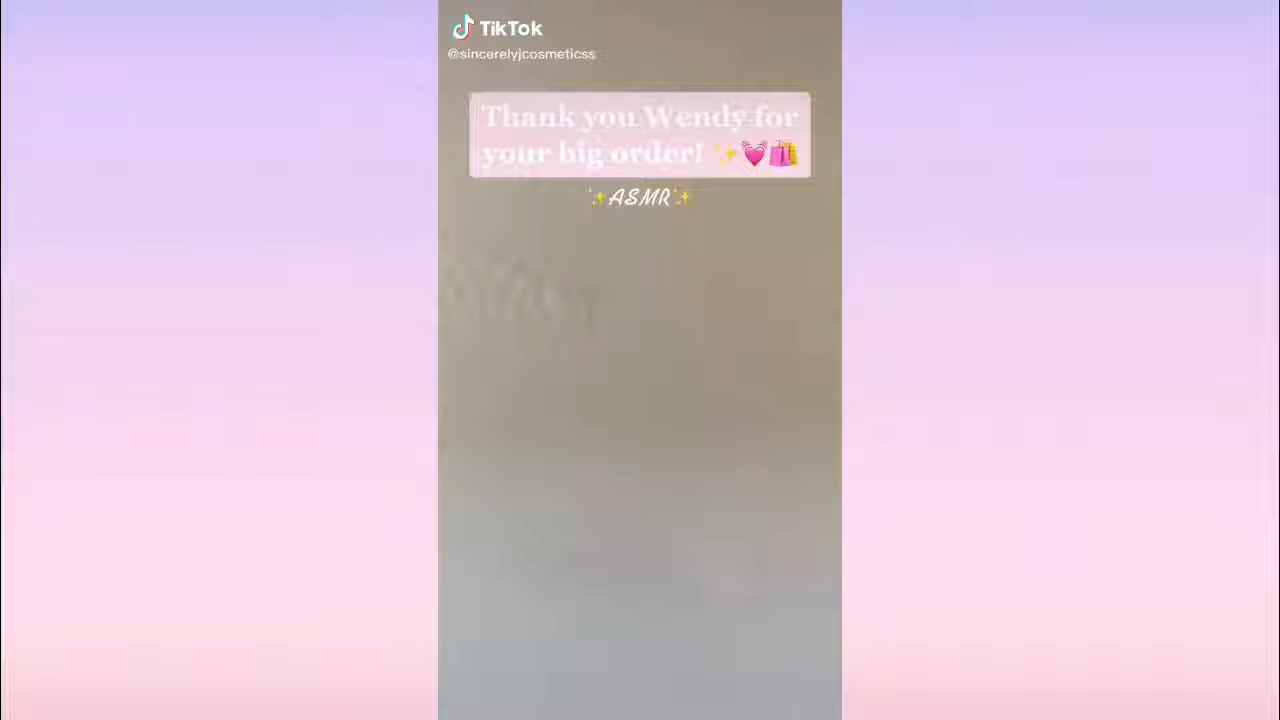 TikTok
@sincerelyjcosmeticss
Thank you Wendy for
your big order! ✨💓🛍️
✨ASMR✨